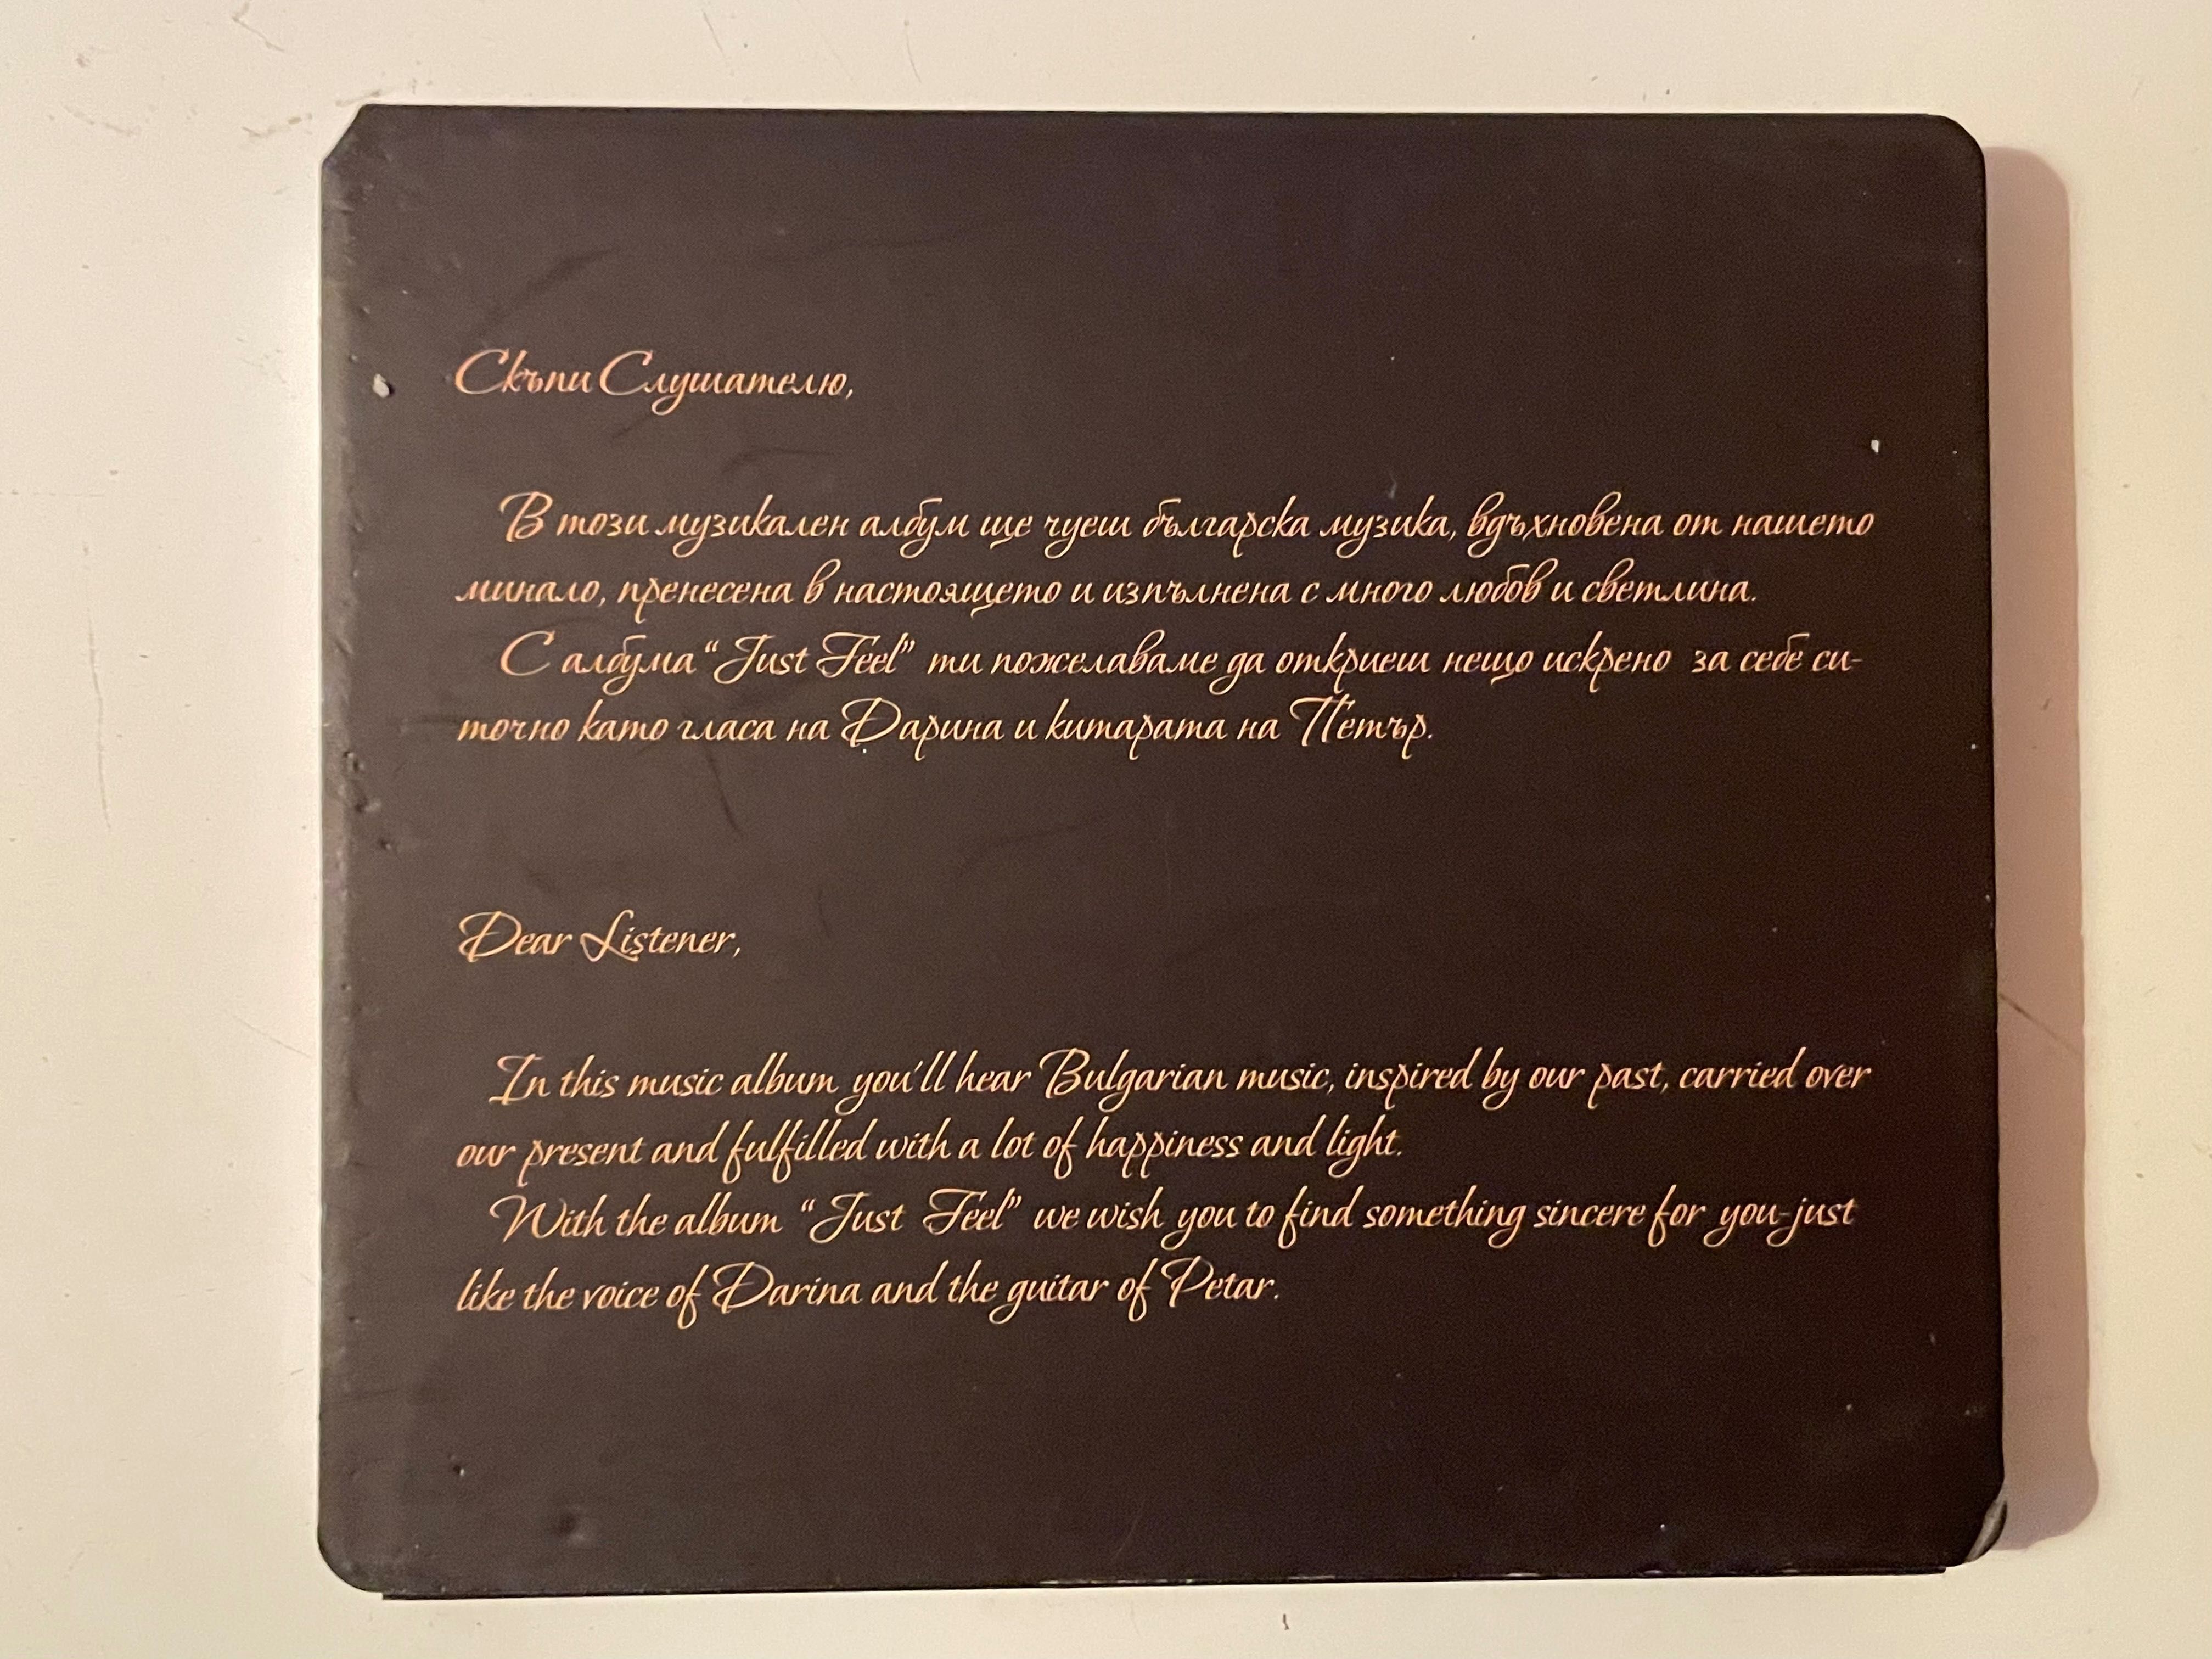 Скъпи Слушателю,
В този музикален албум ще чуеш българска музика, вдъхновена от нашето
минало, пренесена в настоящето и изпълнена с много любов и светлина.
С албума “Just Feel” ти пожелаваме да откриеш нещо искрено за себе си-
точно като гласа на Дарина и китарата на Петър.
Dear Listener,
In this music album you'll hear Bulgarian music, inspired by our past, carried over
our present and fulfilled with a lot of happiness and light.
With the album “Just Feel” we wish you to find something sincere for you-just
like the voice of Darina and the guitar of Petar.